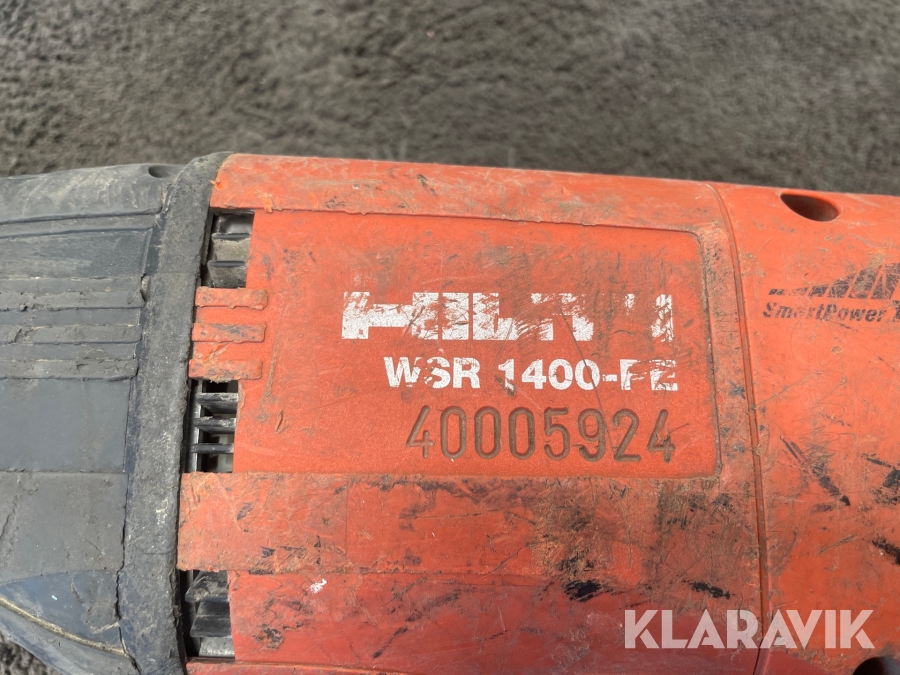 HILTI
WSR 1400-PE
40005924
SmartPower
KLARAVIK